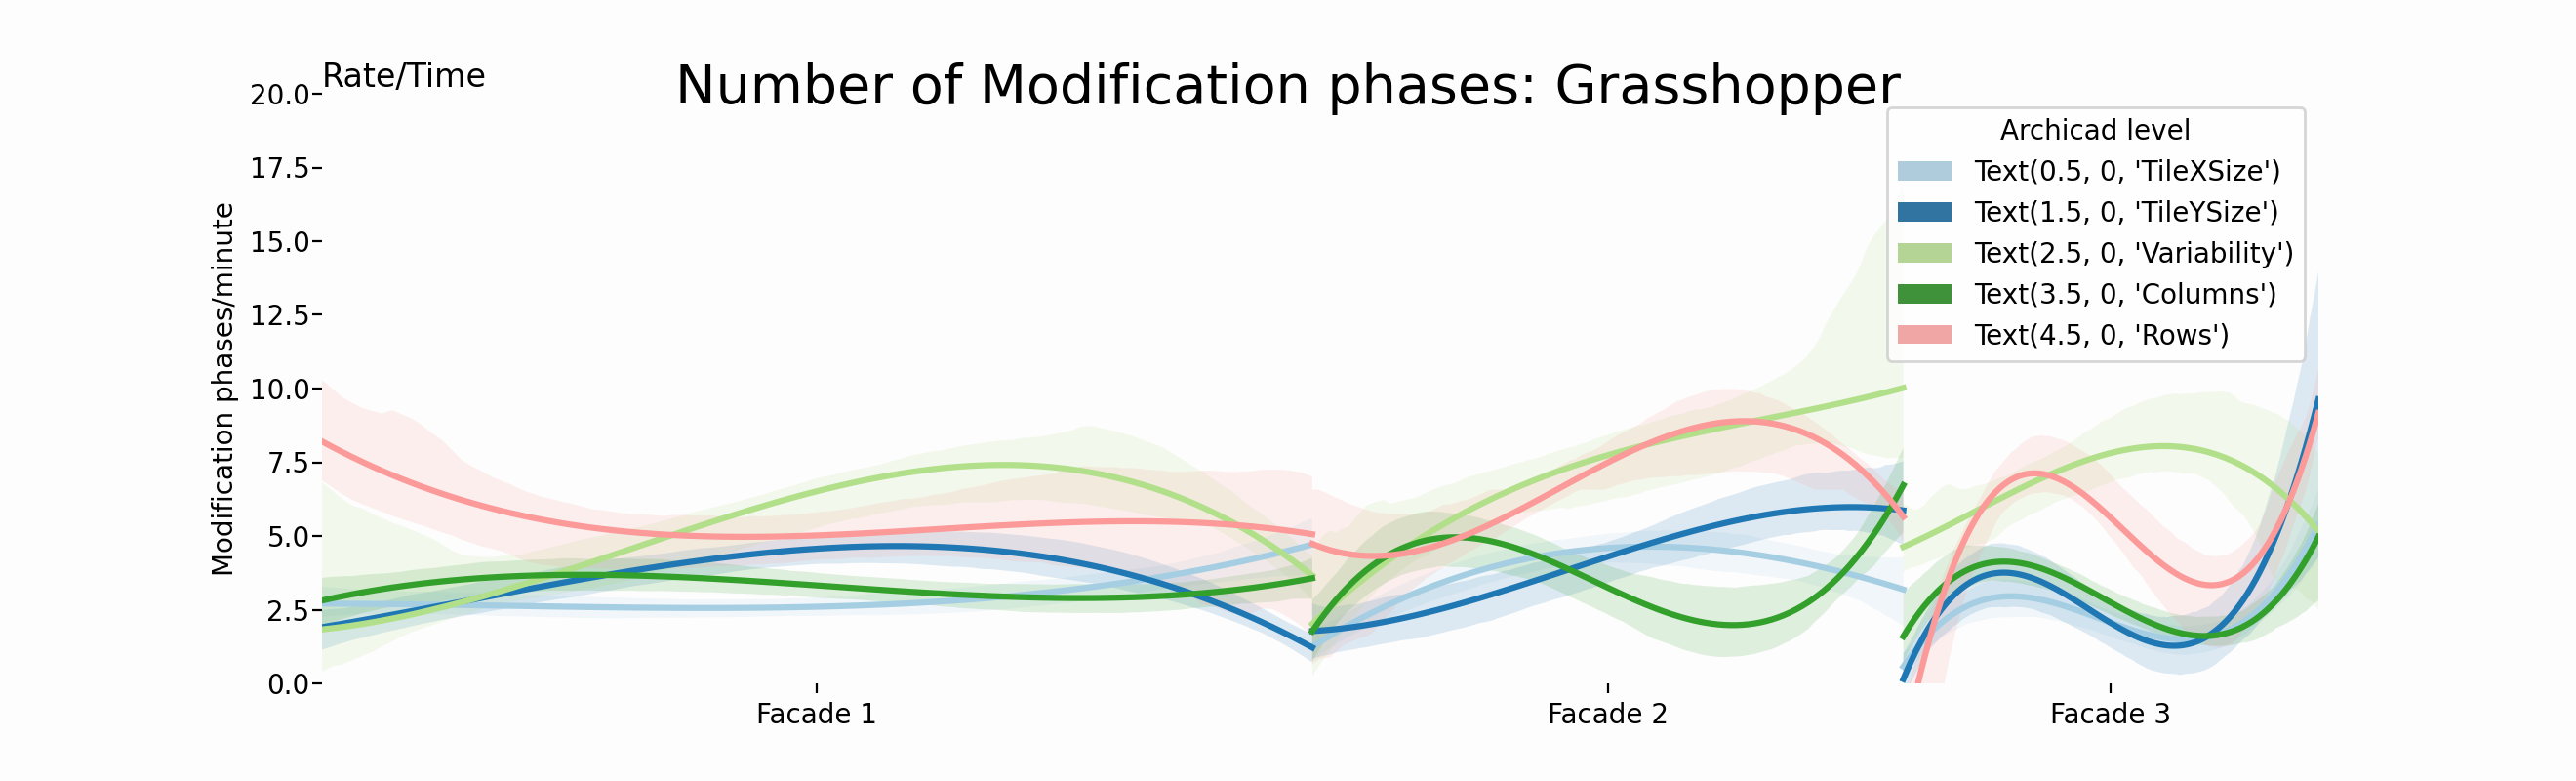 Rate/Time
Number of Modification phases: Grasshopper
Modification phases/minute
20.0
17.5
15.0
12.5
10.0
7.5
5.0
2.5
0.0
Archicad level
Text(0.5, 0, 'TileXSize')
Text(1.5, 0, 'TileYSize')
Text(2.5, 0, 'Variability')
Text(3.5, 0, 'Columns')
Text(4.5, 0, 'Rows')
Facade 1
Facade 2
Facade 3